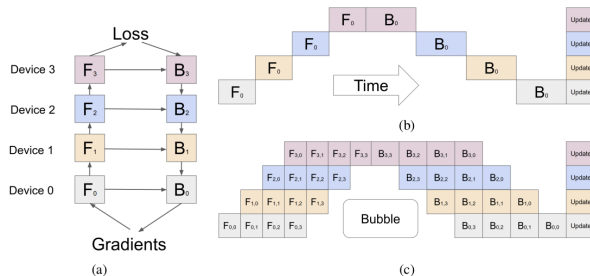 Loss
Device 3 F3 B3
Device 2 F2 B2
Device 1 F1 B1
Device 0 F0 B0
Gradients
(a)
F0 B0 Update
F0 B0 Update
F0 B0 Update
F0 B0 Update
Time
(b)
F3,0 F3,1 F3,2 F3,3 B3,3 B3,2 B3,1 B3,0 Update
F2,0 F2,1 F2,2 F2,3 B2,3 B2,2 B2,1 B2,0 Update
F1,0 F1,1 F1,2 F1,3 B1,3 B1,2 B1,1 B1,0 Update
F0,0 F0,1 F0,2 F0,3 B0,3 B0,2 B0,1 B0,0 Update
Bubble
(c)